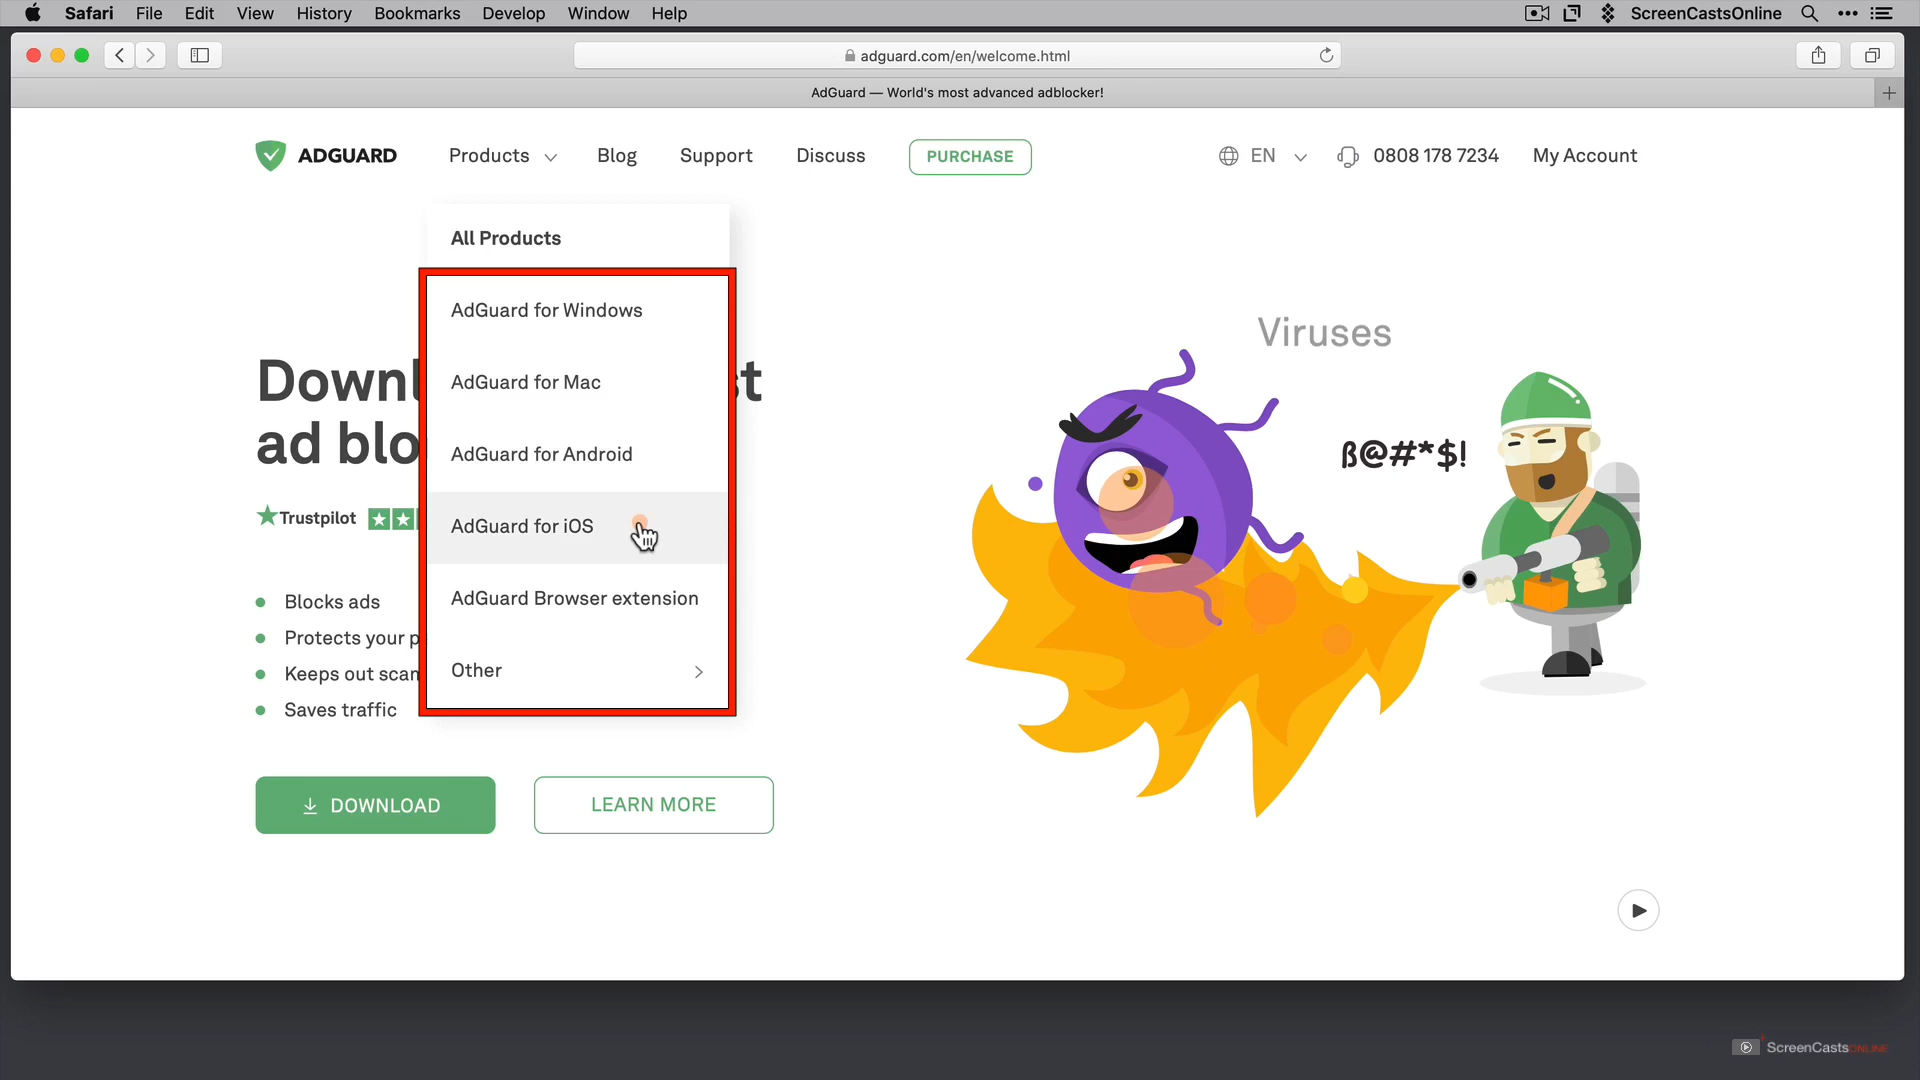 Safari File Edit View History Bookmarks Develop Window Help ScreenCastsOnline
adguard.com/en/welcome.html
AdGuard — World's most advanced adblocker!
ADGUARD Products Blog Support Discuss PURCHASE EN 0808 178 7234 My Account
All Products
AdGuard for Windows
AdGuard for Mac
AdGuard for Android
AdGuard for iOS
AdGuard Browser extension
Other
Downl t
ad blo
Trustpilot
Blocks ads
Protects your p
Keeps out scan
Saves traffic
DOWNLOAD LEARN MORE
Viruses
ß@#*$!
ScreenCastsONLINE